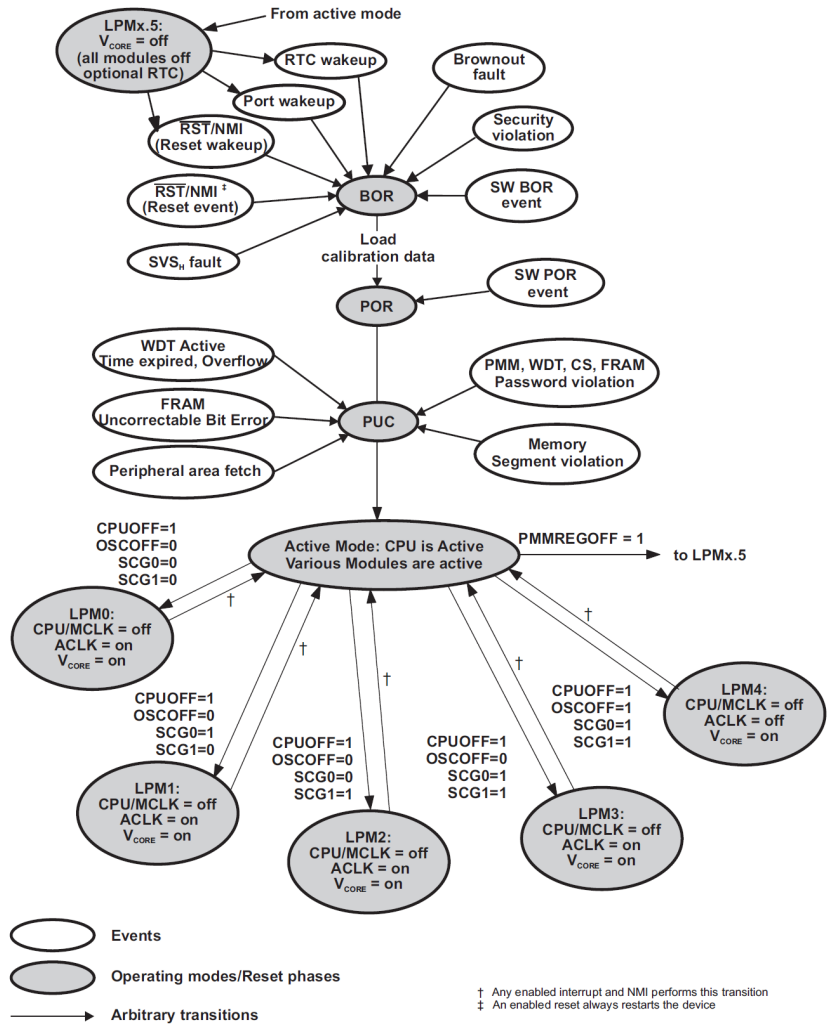 From active mode
LPMx.5:
VCORE = off
(all modules off
optional RTC)
RTC wakeup
Brownout
fault
Port wakeup
RST/NMI
(Reset wakeup)
Security
violation
RST/NMI ‡
(Reset event)
BOR
SW BOR
event
SVSH fault
Load
calibration data
SW POR
event
POR
WDT Active
Time expired, Overflow
PMM, WDT, CS, FRAM
Password violation
FRAM
Uncorrectable Bit Error
PUC
Peripheral area fetch
Memory
Segment violation
CPUOFF=1
OSCOFF=0
SCG0=0
SCG1=0
Active Mode: CPU is Active
Various Modules are active
PMMREGOFF = 1
to LPMx.5
†
†
†
†
†
LPM0:
CPU/MCLK = off
ACLK = on
VCORE = on
CPUOFF=1
OSCOFF=0
SCG0=1
SCG1=0
CPUOFF=1
OSCOFF=0
SCG0=0
SCG1=1
CPUOFF=1
OSCOFF=0
SCG0=1
SCG1=1
CPUOFF=1
OSCOFF=1
SCG0=1
SCG1=1
LPM4:
CPU/MCLK = off
ACLK = off
VCORE = on
LPM1:
CPU/MCLK = off
ACLK = on
VCORE = on
LPM2:
CPU/MCLK = off
ACLK = on
VCORE = on
LPM3:
CPU/MCLK = off
ACLK = on
VCORE = on
Events
Operating modes/Reset phases
Arbitrary transitions
† Any enabled interrupt and NMI performs this transition
‡ An enabled reset always restarts the device